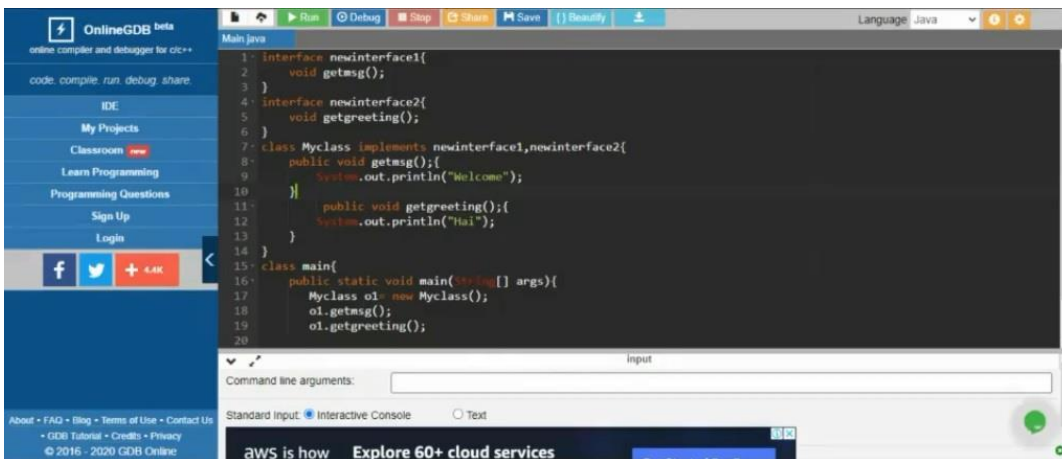 OnlineGDB beta
online compiler and debugger for c/c++
code. compile. run. debug. share.
IDE
My Projects
Classroom new
Learn Programming
Programming Questions
Sign Up
Login
f
+ 4.4K
About • FAQ • Blog • Terms of Use • Contact Us
• GDB Tutorial • Credits • Privacy
© 2016 - 2020 GDB Online
Run Debug Stop Share Save {} Beautify
Language Java
Main.java
1 interface newinterface1{
2 void getmsg();
3 }
4 interface newinterface2{
5 void getgreeting();
6 }
7 class Myclass implements newinterface1,newinterface2{
8 public void getmsg();{
9 System.out.println("Welcome");
10 }
11 public void getgreeting();{
12 System.out.println("Hai");
13 }
14 }
15 class main{
16 public static void main(String[] args){
17 Myclass o1= new Myclass();
18 o1.getmsg();
19 o1.getgreeting();
20
input
Command line arguments:
Standard Input: Interactive Console Text
aws is how Explore 60+ cloud services